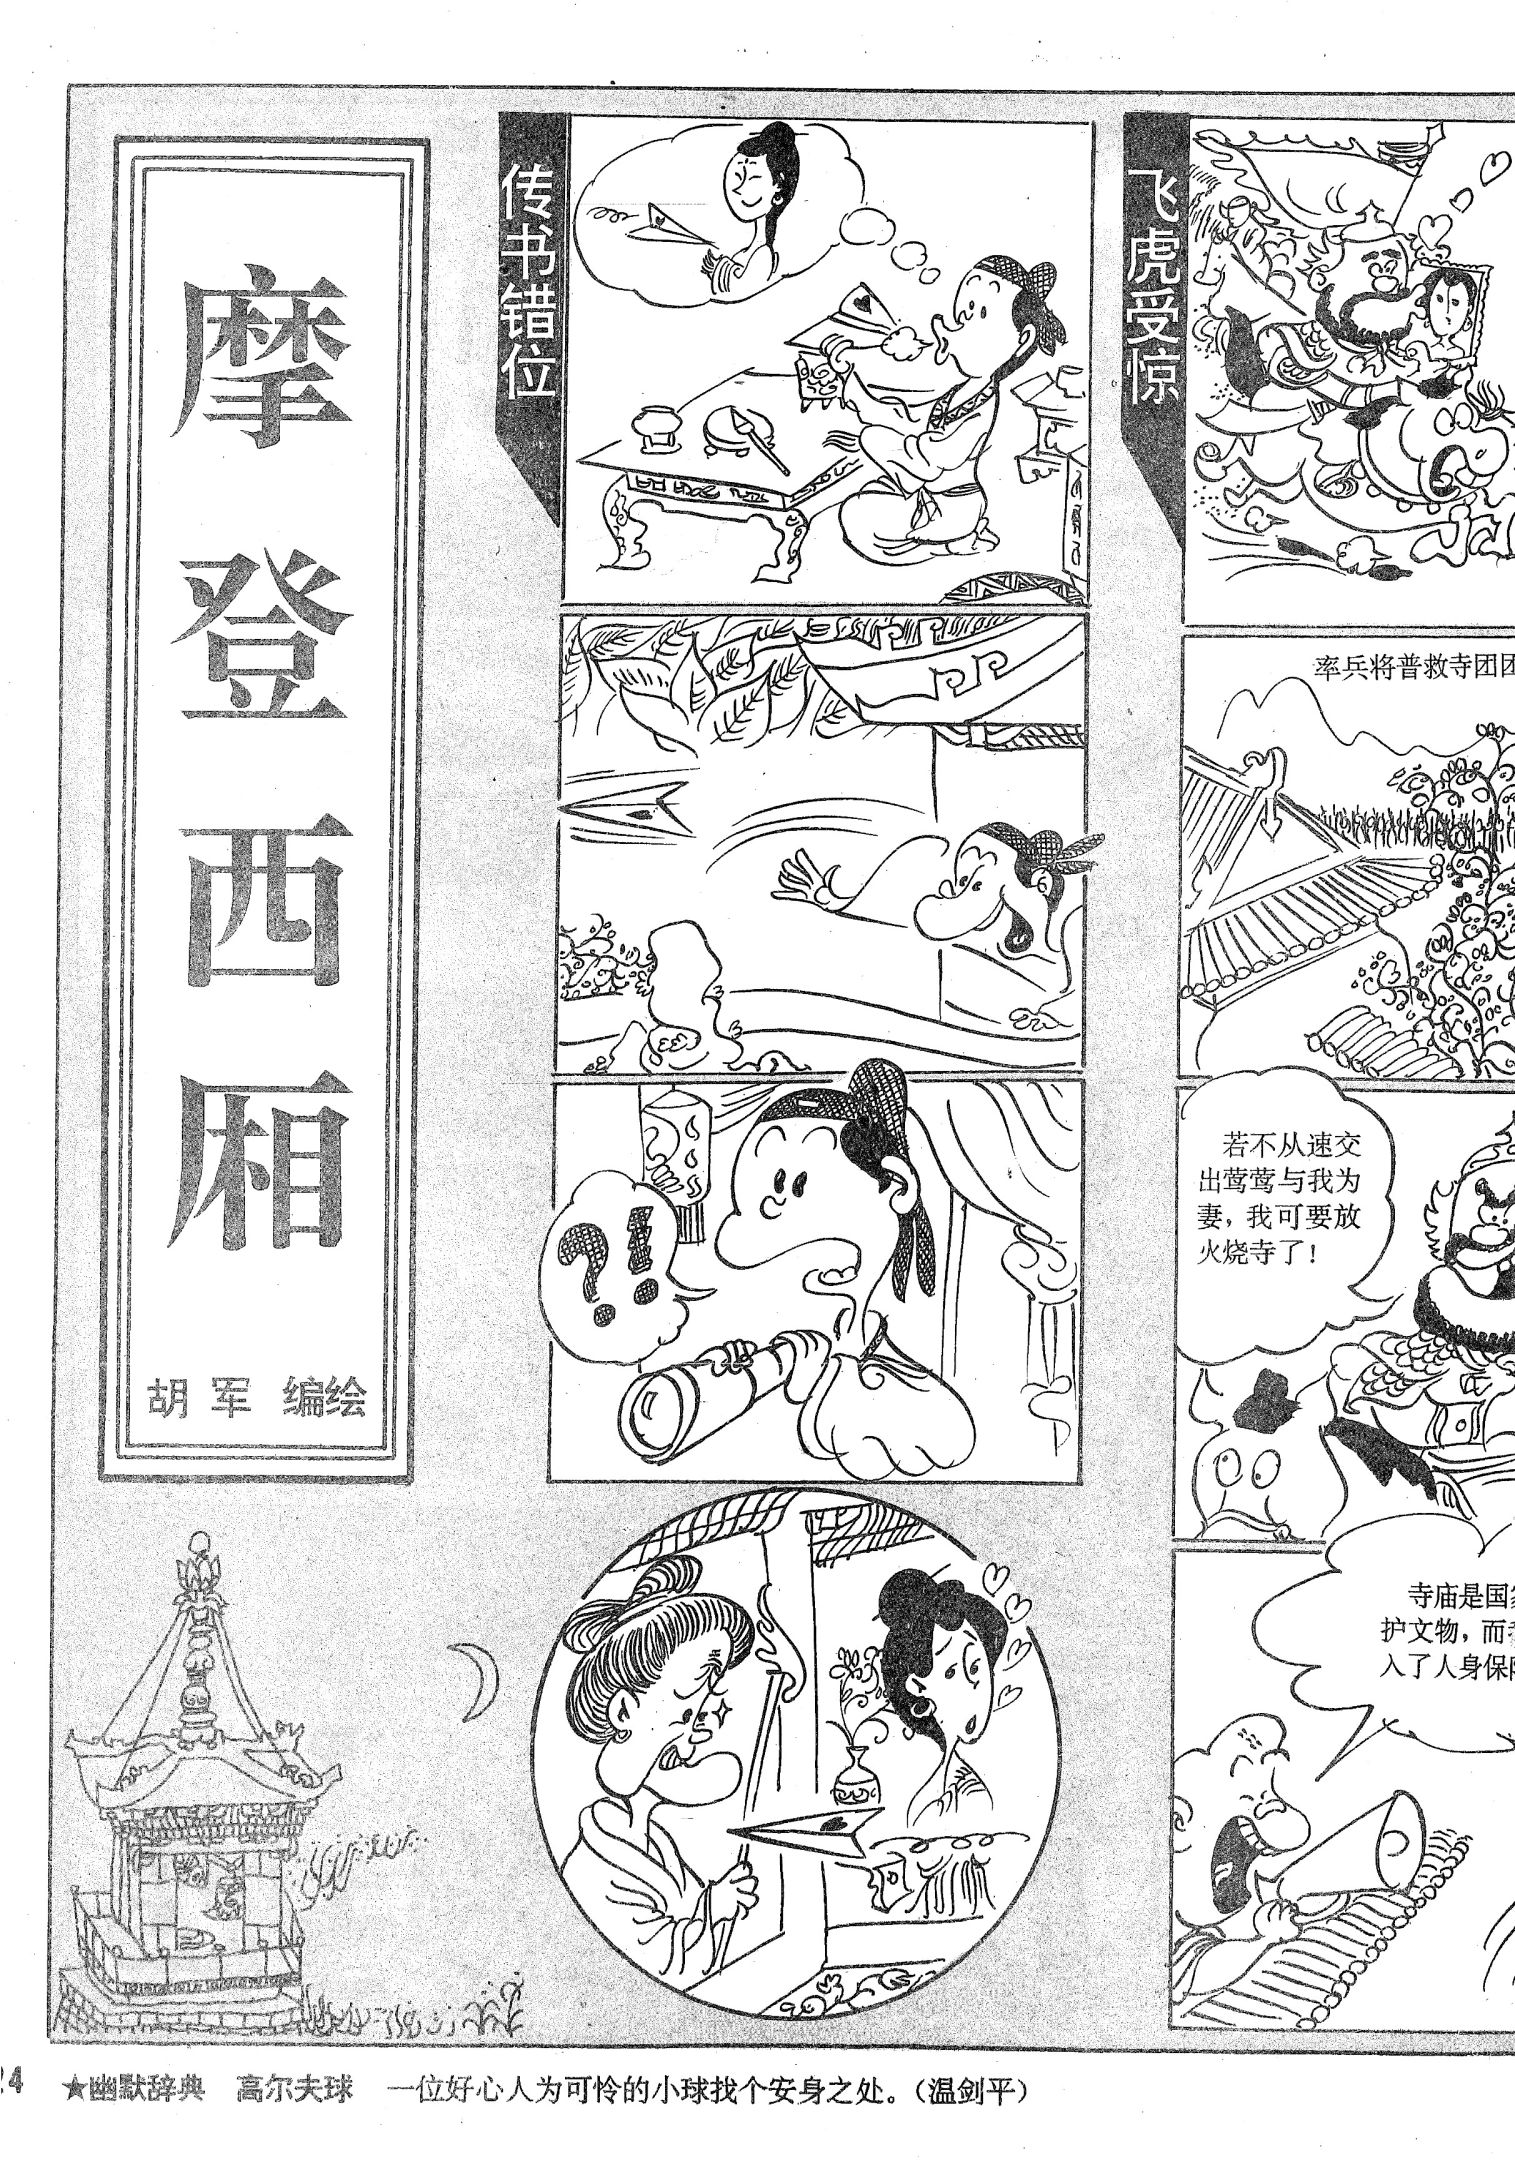 摩登西厢
胡军 编绘
传书错位
?!
飞虎受惊
率兵将普救寺团团
若不从速交
出莺莺与我为
妻，我可要放
火烧寺了！
寺庙是国
护文物，而
入了人身保
24
★幽默辞典 高尔夫球 一位好心人为可怜的小球找个安身之处。（温剑平）